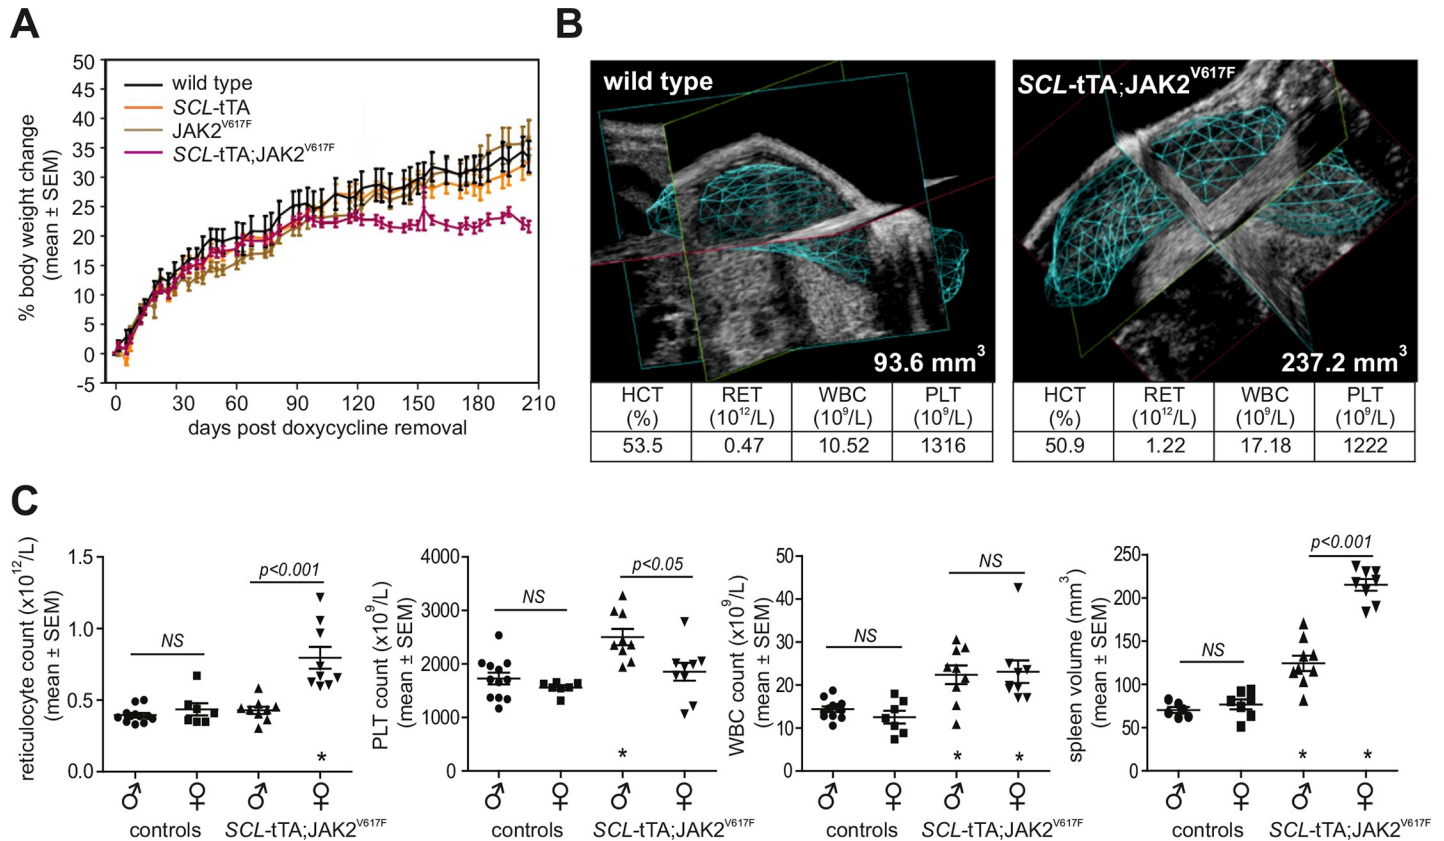 A
% body weight change
(mean ± SEM)
50
45
40
35
30
25
20
15
10
5
0
-5
wild type
SCL-tTA
JAK2V617F
SCL-tTA;JAK2V617F
0 30 60 90 120 150 180 210
days post doxycycline removal
B
wild type
93.6 mm3
HCT (%) RET (1012/L) WBC (109/L) PLT (109/L)
53.5 0.47 10.52 1316
SCL-tTA;JAK2V617F
237.2 mm3
HCT (%) RET (1012/L) WBC (109/L) PLT (109/L)
50.9 1.22 17.18 1222
C
reticulocyte count (x1012/L)
(mean ± SEM)
1.5
1.0
0.5
0.0
NS
p<0.001
*
♂ ♀ ♂ ♀
controls SCL-tTA;JAK2V617F
PLT count (x109/L)
(mean ± SEM)
4000
3000
2000
1000
0
NS
p<0.05
*
♂ ♀ ♂ ♀
controls SCL-tTA;JAK2V617F
WBC count (x109/L)
(mean ± SEM)
50
40
30
20
10
0
NS
NS
* *
♂ ♀ ♂ ♀
controls SCL-tTA;JAK2V617F
spleen volume (mm3)
(mean ± SEM)
250
200
150
100
50
0
NS
p<0.001
* *
♂ ♀ ♂ ♀
controls SCL-tTA;JAK2V617F